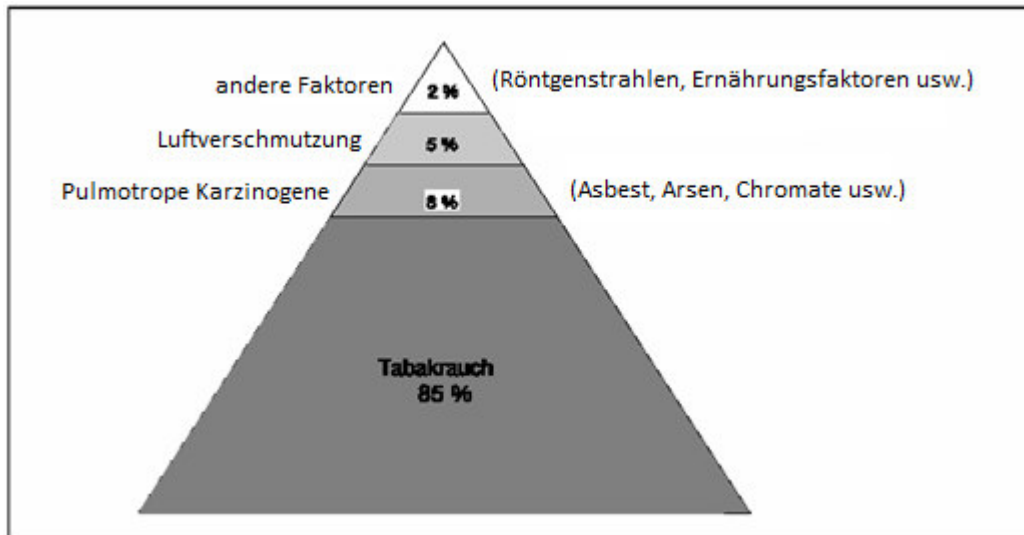 andere Faktoren
2 %
(Röntgenstrahlen, Ernährungsfaktoren usw.)
Luftverschmutzung
5 %
Pulmotrope Karzinogene
8 %
(Asbest, Arsen, Chromate usw.)
Tabakrauch
85 %